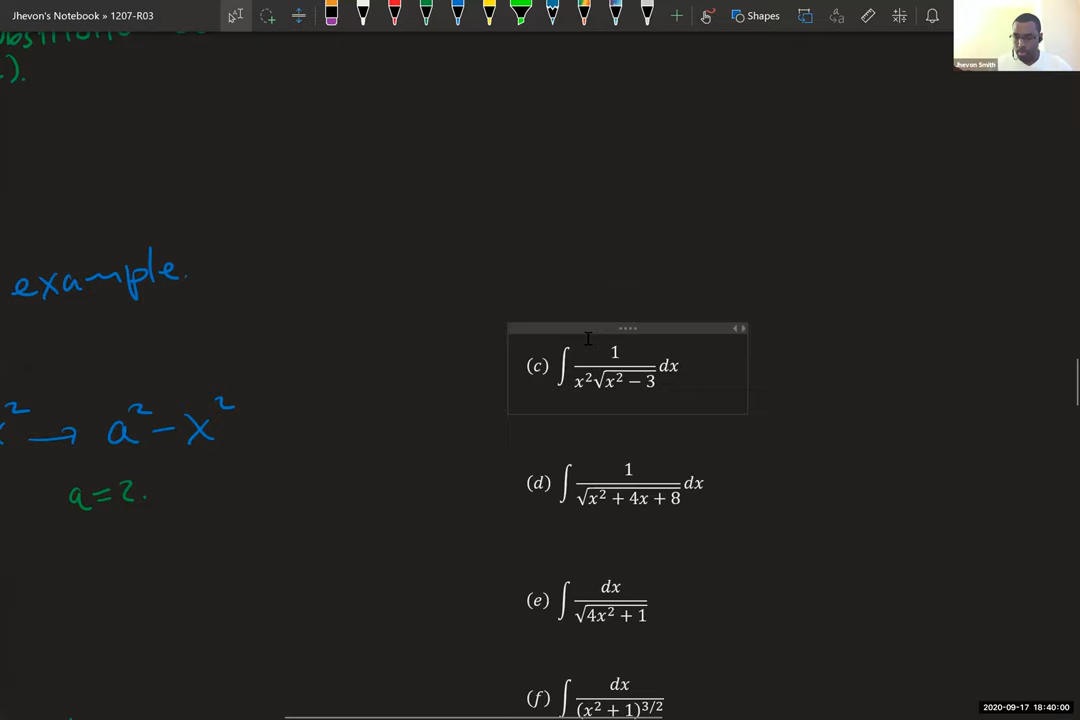 Jhevon's Notebook » 1207-R03
Shapes
Jhevon Smith
.).
example.
(c) ∫ 1/(x²√(x² − 3)) dx
² → a² − x²
a = 2.
(d) ∫ 1/√(x² + 4x + 8) dx
(e) ∫ dx/√(4x² + 1)
(f) ∫ dx/(x² + 1)^{3/2}
2020-09-17 18:40:00